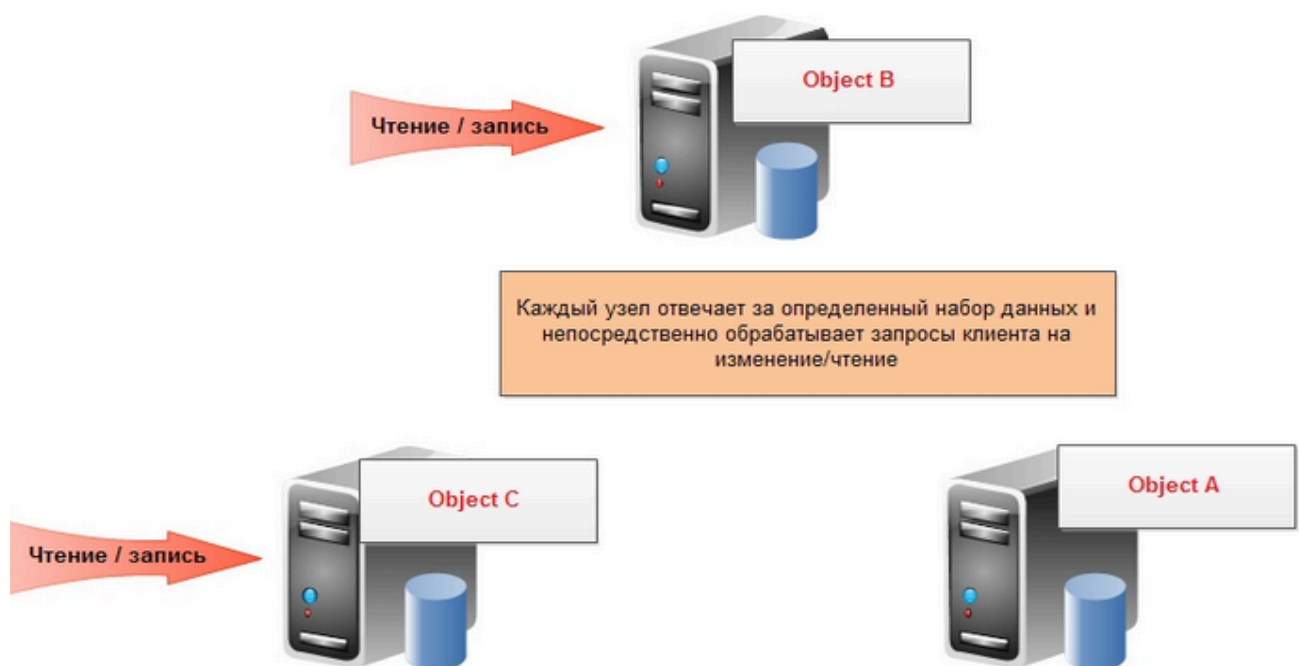 Object B
Чтение / запись
Каждый узел отвечает за определенный набор данных и
непосредственно обрабатывает запросы клиента на
изменение/чтение
Object C
Object A
Чтение / запись